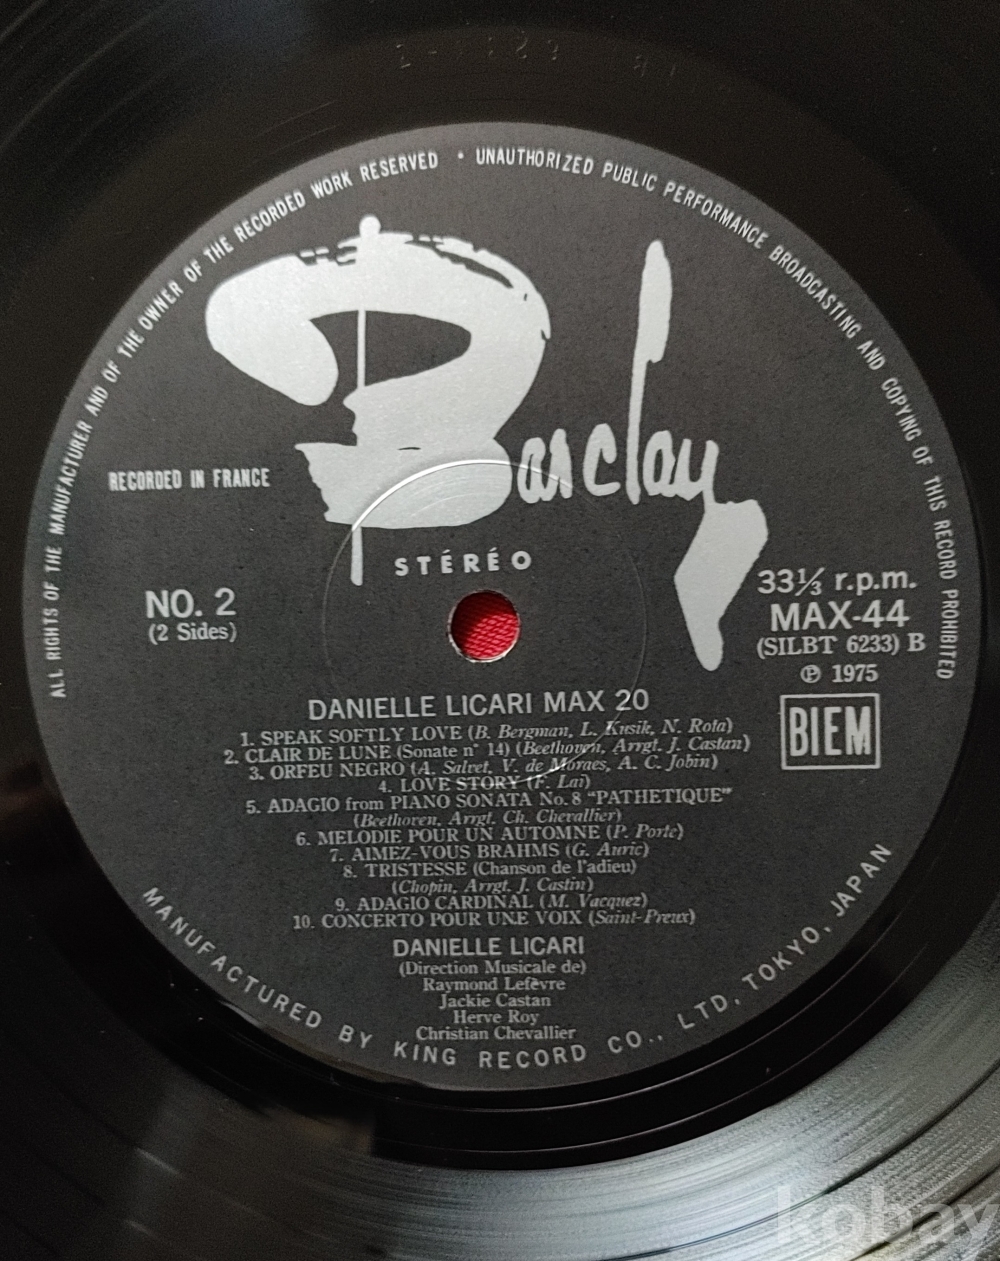 ALL RIGHTS OF THE MANUFACTURER AND OF THE OWNER OF THE RECORDED WORK RESERVED • UNAUTHORIZED PUBLIC PERFORMANCE BROADCASTING AND COPYING OF THIS RECORD PROHIBITED
Barclay
RECORDED IN FRANCE
STÉRÉO
NO. 2
(2 Sides)
33⅓ r.p.m.
MAX-44
(SILBT 6233) B
℗ 1975
BIEM
DANIELLE LICARI MAX 20
1. SPEAK SOFTLY LOVE (B. Bergman, L. Kusik, N. Rota)
2. CLAIR DE LUNE (Sonate n° 14) (Beethoven, Arrgt. J. Castan)
3. ORFEU NEGRO (A. Salvet, V. de Moraes, A. C. Jobin)
4. LOVE STORY (F. Lai)
5. ADAGIO from PIANO SONATA No. 8 "PATHETIQUE"
(Beethoven, Arrgt. Ch. Chevallier)
6. MELODIE POUR UN AUTOMNE (P. Porte)
7. AIMEZ-VOUS BRAHMS (G. Auric)
8. TRISTESSE (Chanson de l'adieu)
(Chopin, Arrgt. J. Castin)
9. ADAGIO CARDINAL (M. Vacquez)
10. CONCERTO POUR UNE VOIX (Saint-Preux)
DANIELLE LICARI
(Direction Musicale de)
Raymond Lefèvre
Jackie Castan
Herve Roy
Christian Chevallier
MANUFACTURED BY KING RECORD CO., LTD, TOKYO, JAPAN
kobay